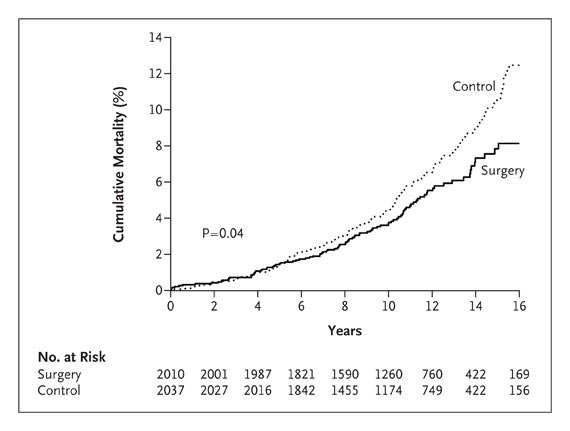 14
12
10
8
6
4
2
0
Cumulative Mortality (%)
Control
Surgery
P=0.04
0 2 4 6 8 10 12 14 16
Years
No. at Risk
Surgery 2010 2001 1987 1821 1590 1260 760 422 169
Control 2037 2027 2016 1842 1455 1174 749 422 156